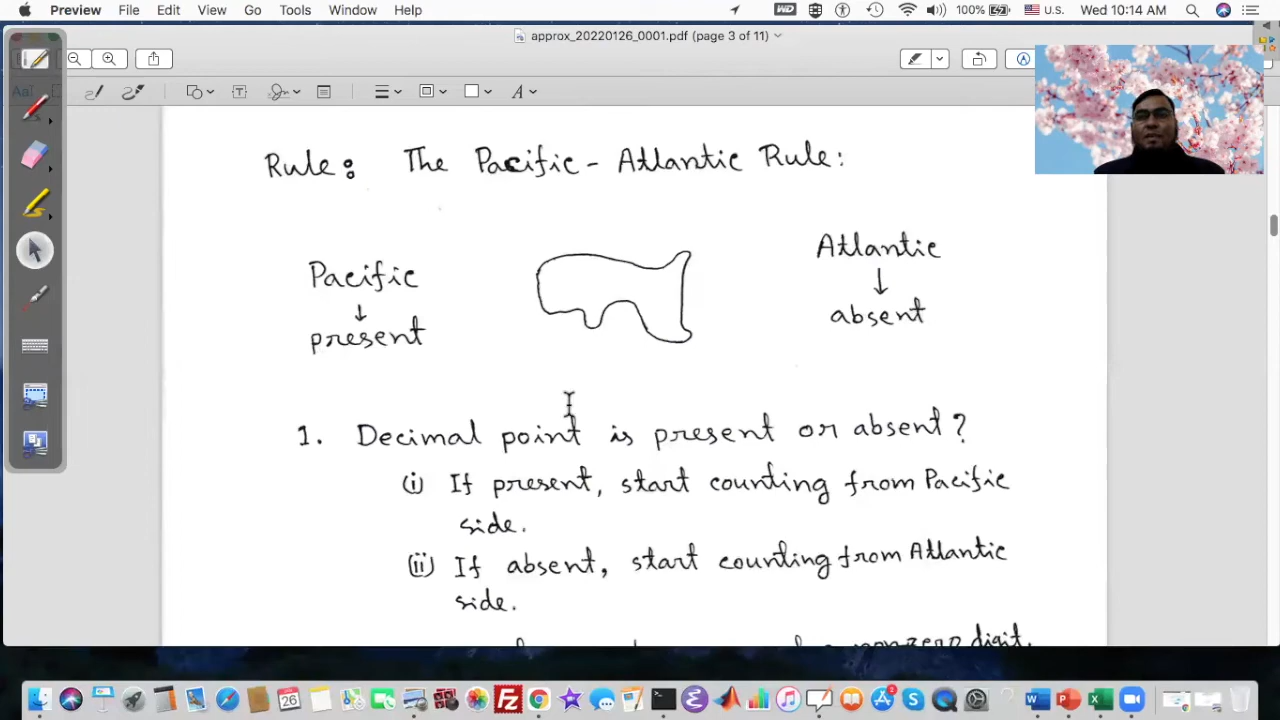 Preview File Edit View Go Tools Window Help 100% U.S. Wed 10:14 AM
approx_20220126_0001.pdf (page 3 of 11)
Rule: The Pacific - Atlantic Rule:
Pacific
↓
present
Atlantic
↓
absent
1. Decimal point is present or absent?
(i) If present, start counting from Pacific
side.
(ii) If absent, start counting from Atlantic
side.
nonzero digit.